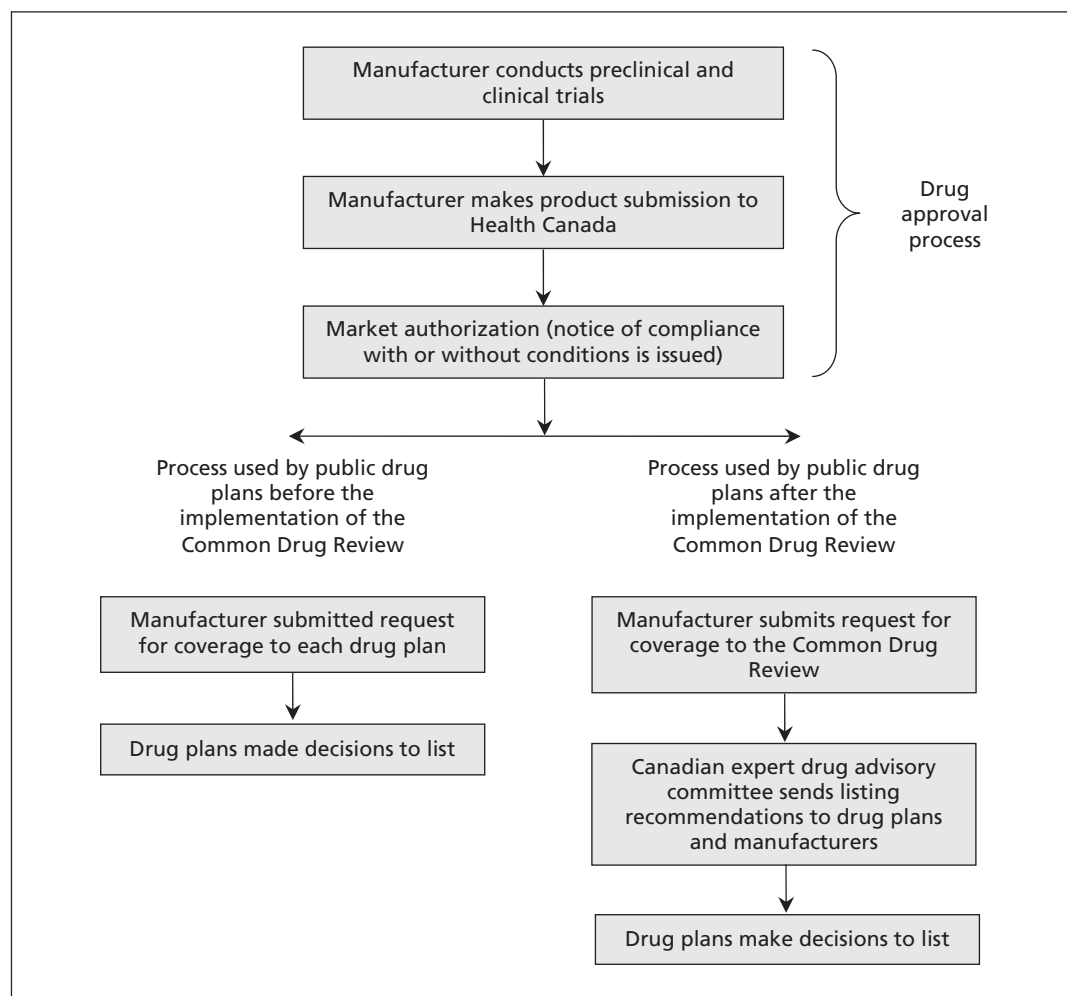 Manufacturer conducts preclinical and
clinical trials
Manufacturer makes product submission to
Health Canada
Market authorization (notice of compliance
with or without conditions is issued)
Drug
approval
process
Process used by public drug
plans before the
implementation of the
Common Drug Review
Manufacturer submitted request
for coverage to each drug plan
Drug plans made decisions to list
Process used by public drug
plans after the
implementation of the
Common Drug Review
Manufacturer submits request for
coverage to the Common Drug
Review
Canadian expert drug advisory
committee sends listing
recommendations to drug plans
and manufacturers
Drug plans make decisions to list